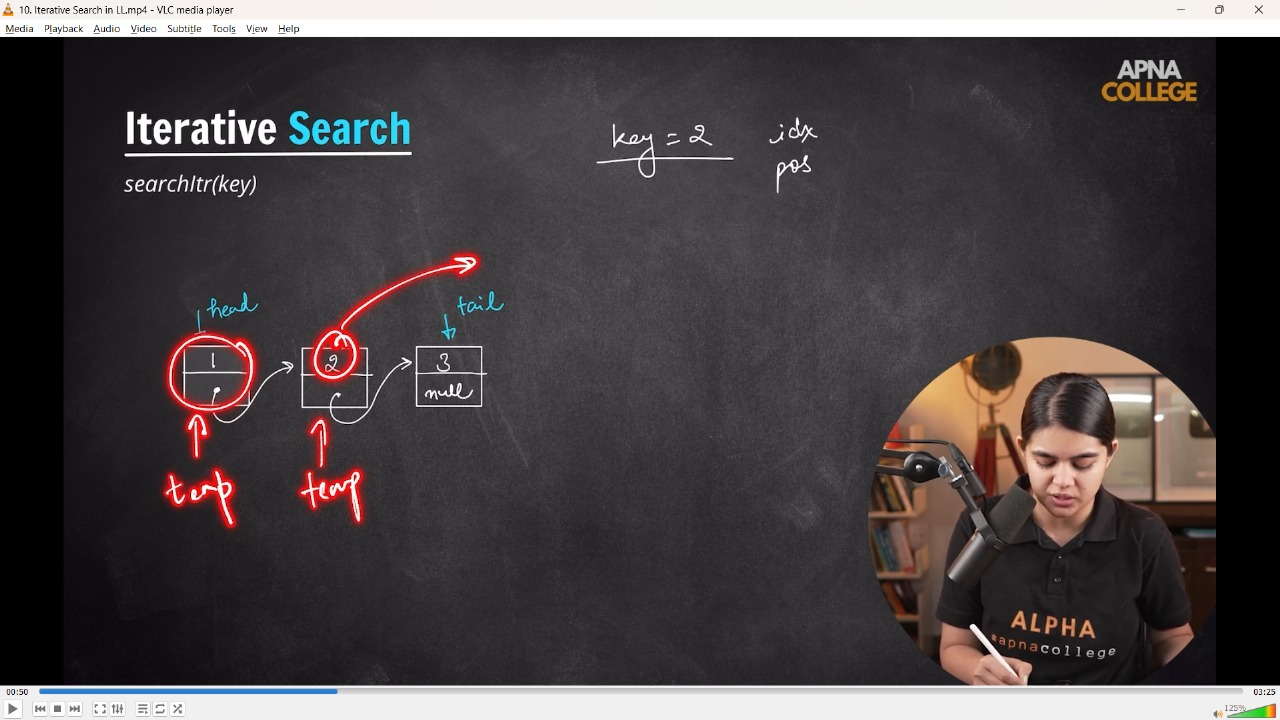 10. Iterative Search in LL.mp4 - VLC media player
Media Playback Audio Video Subtitle Tools View Help
APNA
COLLEGE
Iterative Search
key = 2 idx
pos
searchItr(key)
head
tail
1
2
3
null
temp
temp
ALPHA
#apnacollege
00:50
03:25
125%